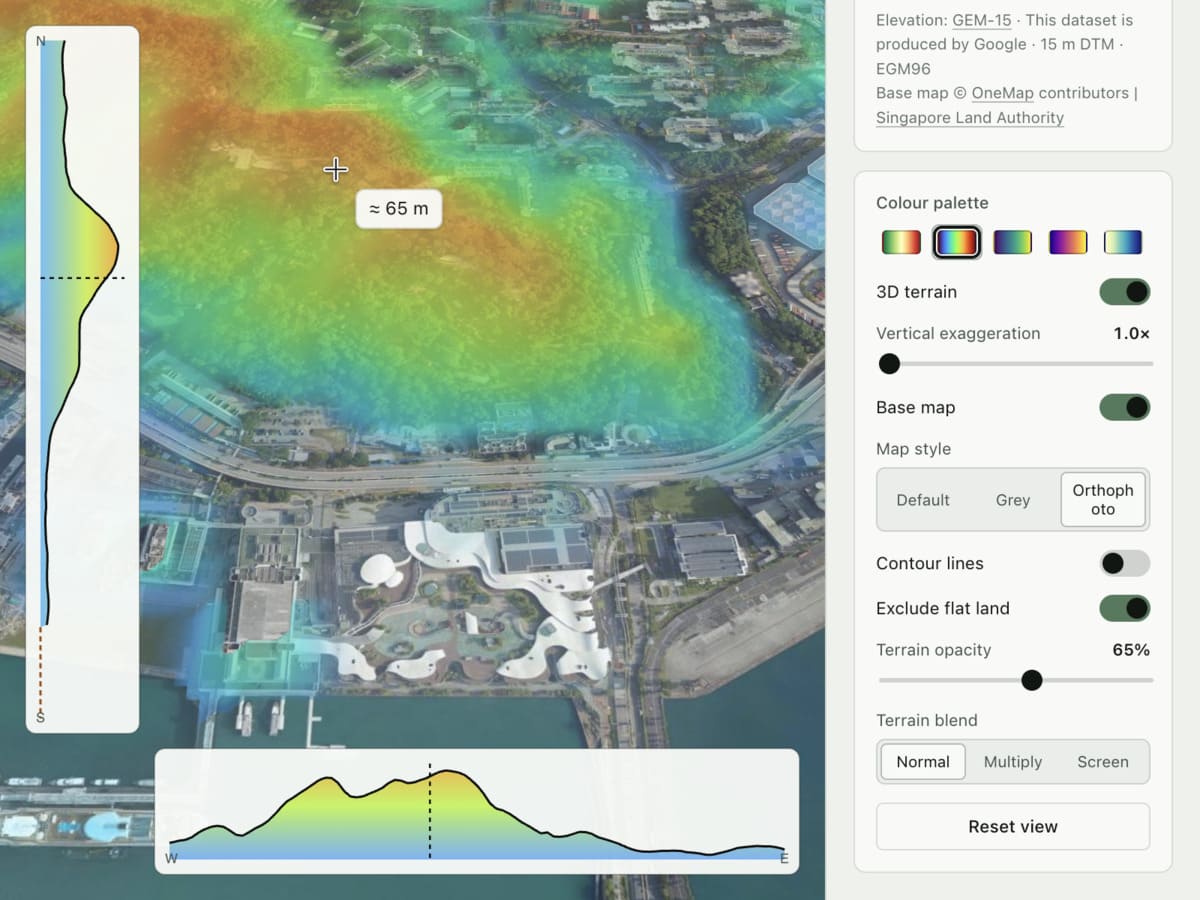 N
≈ 65 m
S
W
E
Elevation: GEM-15 · This dataset is
produced by Google · 15 m DTM ·
EGM96
Base map © OneMap contributors |
Singapore Land Authority
Colour palette
3D terrain
Vertical exaggeration 1.0×
Base map
Map style
Default Grey Orthoph
oto
Contour lines
Exclude flat land
Terrain opacity 65%
Terrain blend
Normal Multiply Screen
Reset view